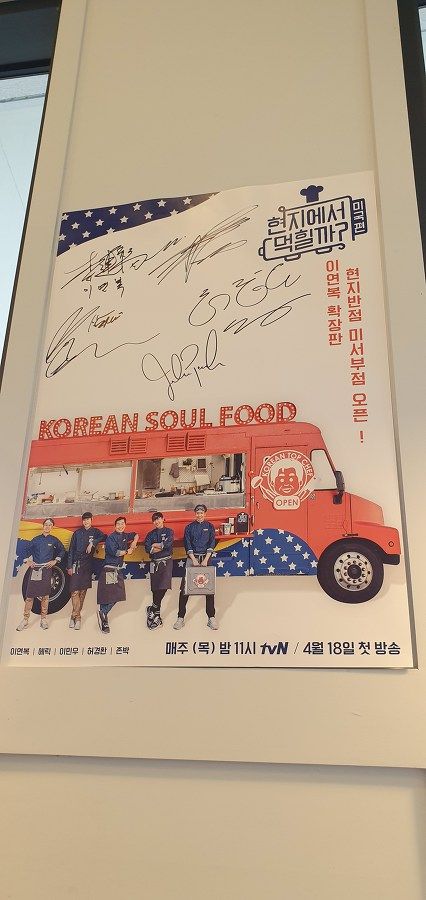 현지에서
먹힐까?
미국편
현지반점 미서부점 오픈!
이연복 확장판
이연복
KOREAN SOUL FOOD
KOREAN TOP CHEF
OPEN
이연복 | 에릭 | 이민우 | 허경환 | 존박
매주 (목) 밤 11시 tvN / 4월 18일 첫 방송